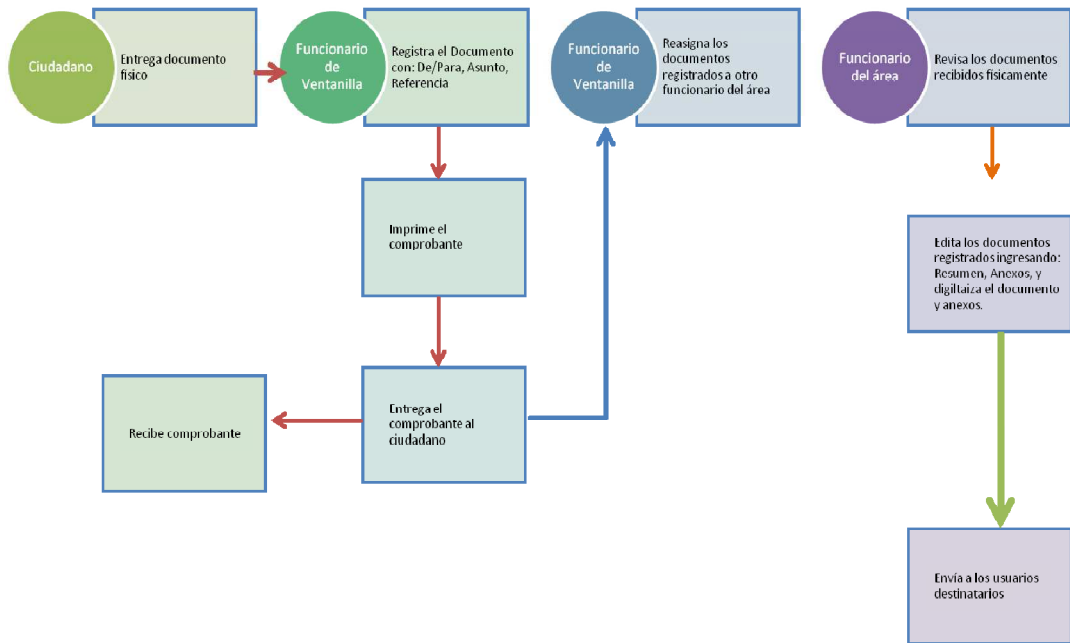 Ciudadano
Entrega documento
físico
Funcionario
de
Ventanilla
Registra el Documento
con: De/Para, Asunto,
Referencia
Funcionario
de
Ventanilla
Reasigna los
documentos
registrados a otro
funcionario del área
Funcionario
del área
Revisa los documentos
recibidos físicamente
Imprime el
comprobante
Edita los documentos
registrados ingresando:
Resumen, Anexos, y
digiltaiza el documento
y anexos.
Recibe comprobante
Entrega el
comprobante al
ciudadano
Envía a los usuarios
destinatarios